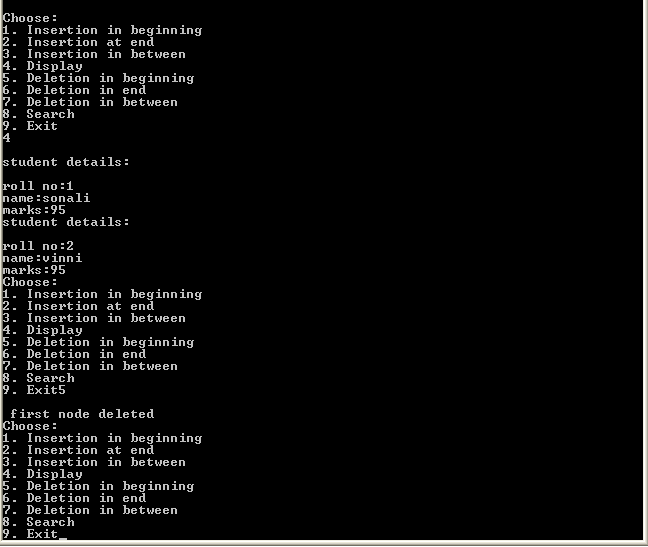 Choose:
1. Insertion in beginning
2. Insertion at end
3. Insertion in between
4. Display
5. Deletion in beginning
6. Deletion in end
7. Deletion in between
8. Search
9. Exit
4
student details:
roll no:1
name:sonali
marks:95
student details:
roll no:2
name:vinni
marks:95
Choose:
1. Insertion in beginning
2. Insertion at end
3. Insertion in between
4. Display
5. Deletion in beginning
6. Deletion in end
7. Deletion in between
8. Search
9. Exit5
first node deleted
Choose:
1. Insertion in beginning
2. Insertion at end
3. Insertion in between
4. Display
5. Deletion in beginning
6. Deletion in end
7. Deletion in between
8. Search
9. Exit_